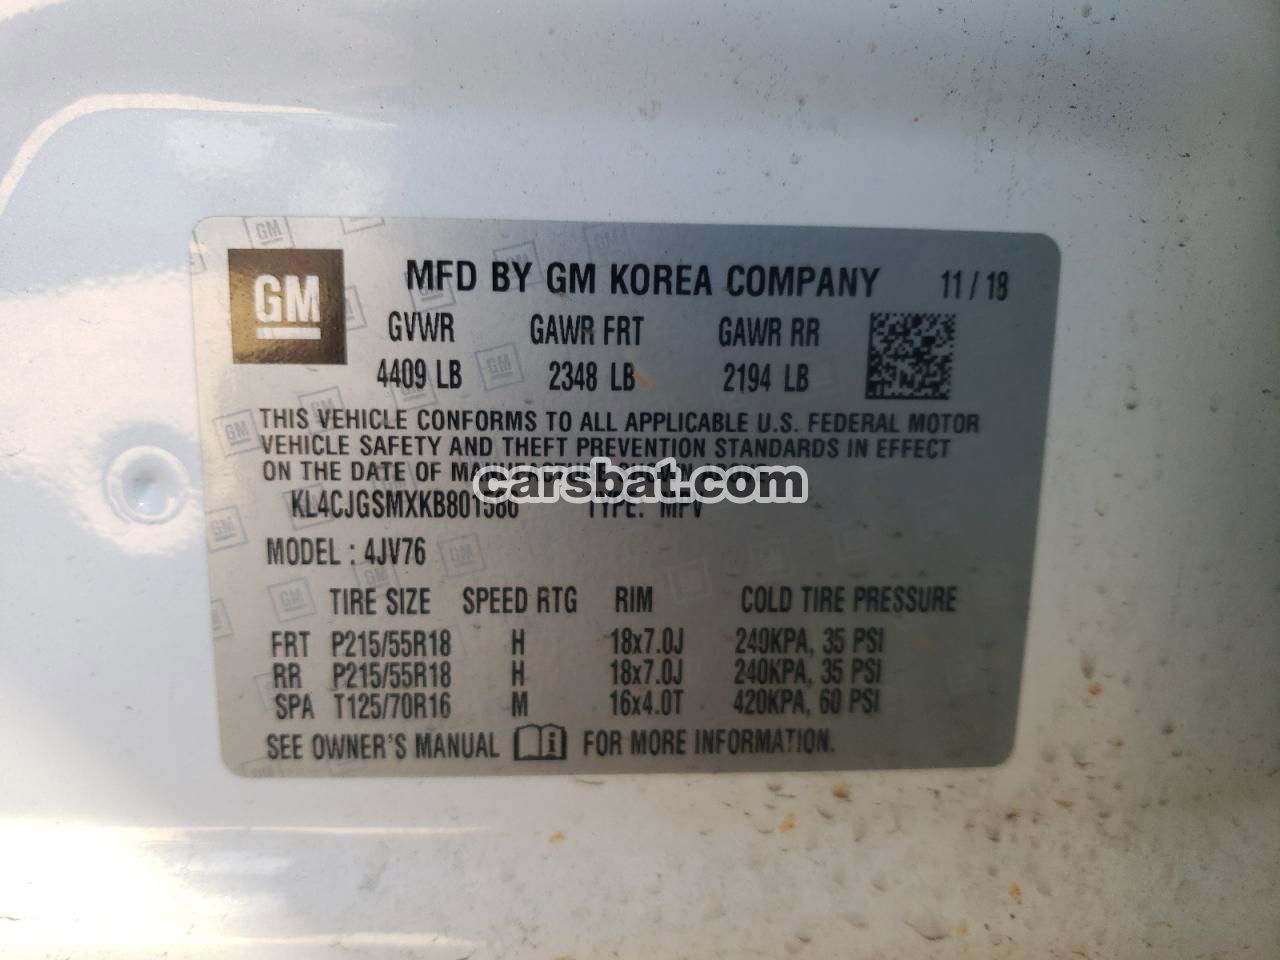 GM
MFD BY GM KOREA COMPANY 11/18
GVWR GAWR FRT GAWR RR
4409 LB 2348 LB 2194 LB
THIS VEHICLE CONFORMS TO ALL APPLICABLE U.S. FEDERAL MOTOR
VEHICLE SAFETY AND THEFT PREVENTION STANDARDS IN EFFECT
ON THE DATE OF MANUFACTURE SHOWN ABOVE.
carsbat.com
KL4CJGSMXKB801586 TYPE: MPV
MODEL : 4JV76
TIRE SIZE SPEED RTG RIM COLD TIRE PRESSURE
FRT P215/55R18 H 18x7.0J 240KPA, 35 PSI
RR P215/55R18 H 18x7.0J 240KPA, 35 PSI
SPA T125/70R16 M 16x4.0T 420KPA, 60 PSI
SEE OWNER'S MANUAL FOR MORE INFORMATION.